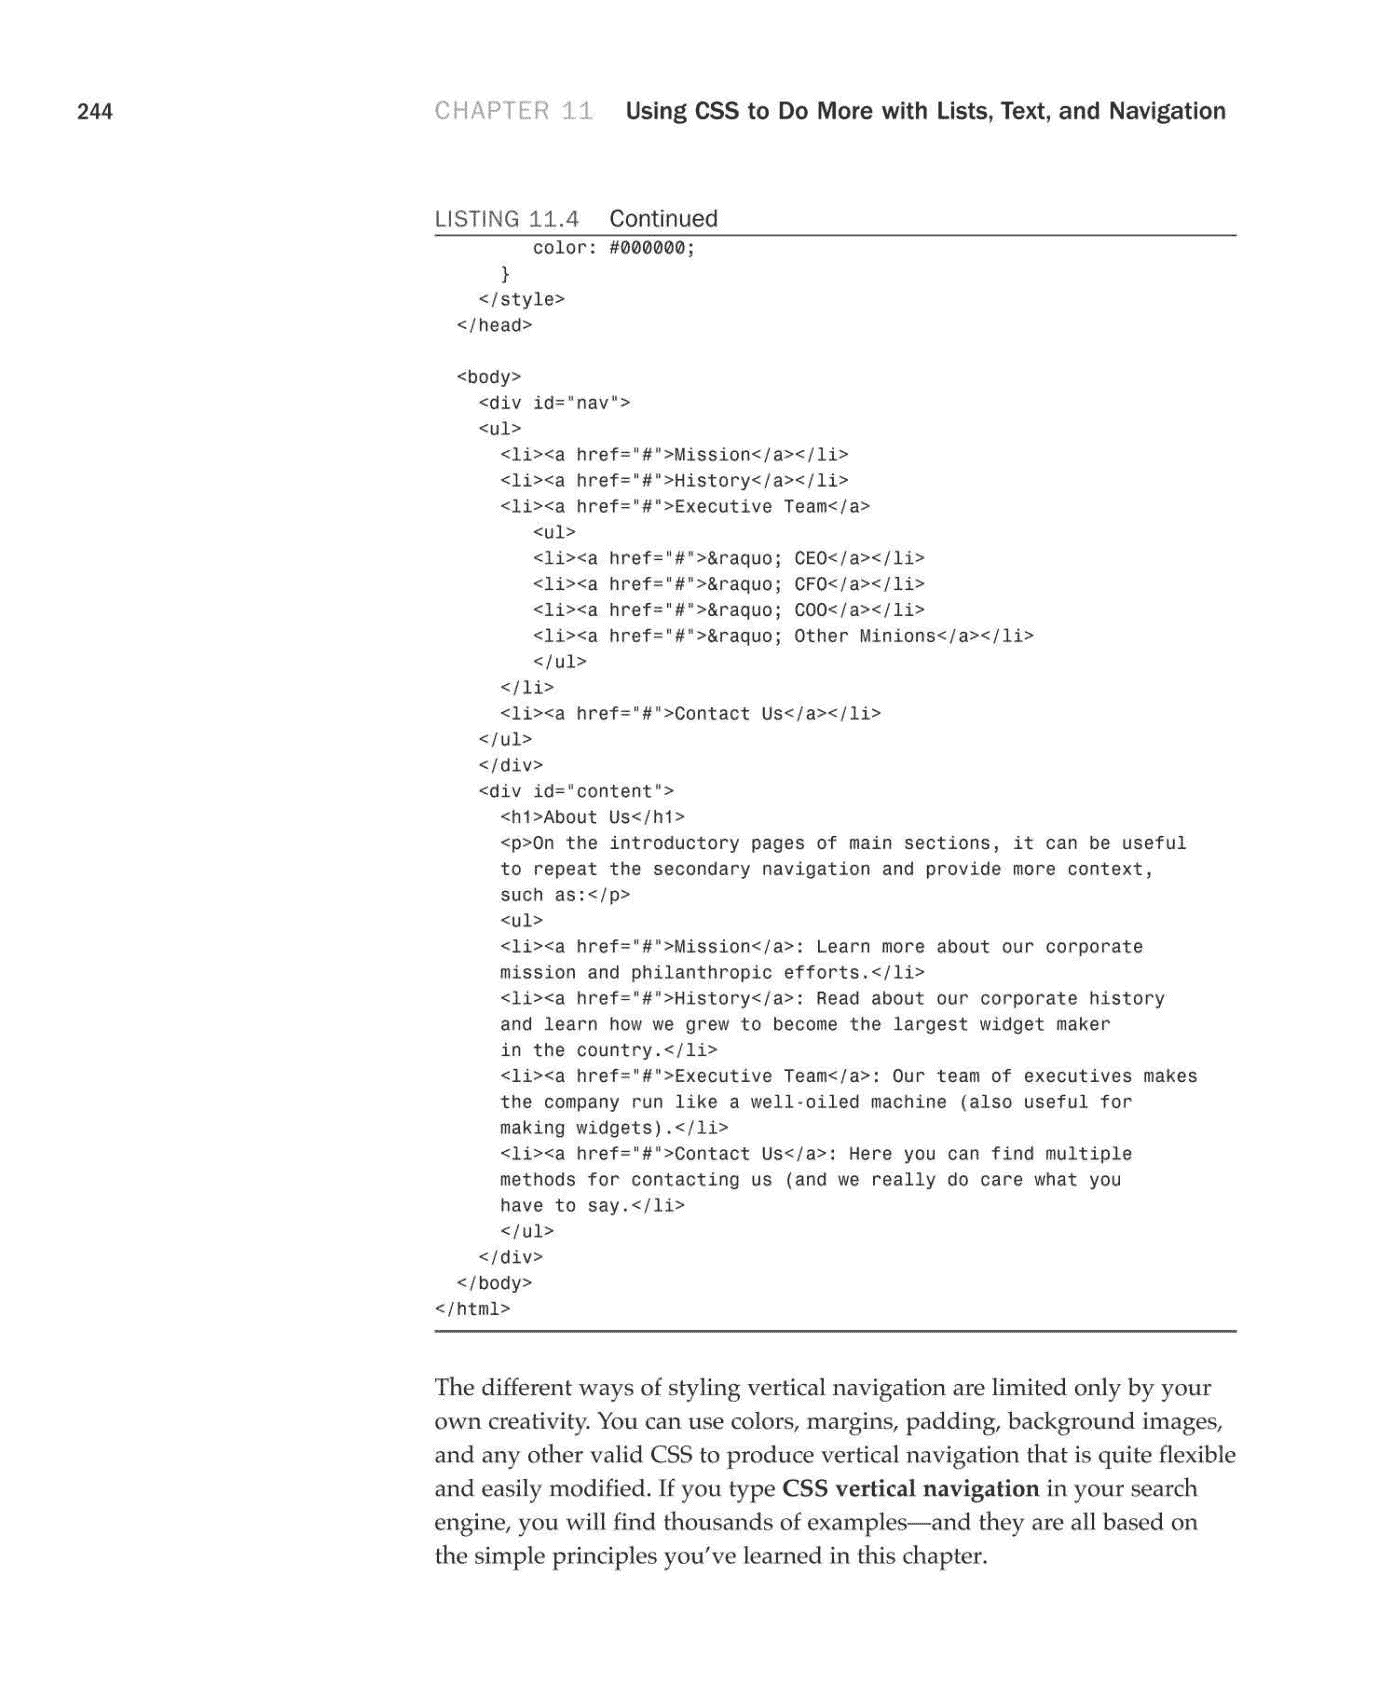 244 CHAPTER 11 Using CSS to Do More with Lists, Text, and Navigation
LISTING 11.4 Continued
color: #000000;
}
</style>
</head>
<body>
<div id="nav">
<ul>
<li><a href="#">Mission</a></li>
<li><a href="#">History</a></li>
<li><a href="#">Executive Team</a>
<ul>
<li><a href="#">&raquo; CEO</a></li>
<li><a href="#">&raquo; CFO</a></li>
<li><a href="#">&raquo; COO</a></li>
<li><a href="#">&raquo; Other Minions</a></li>
</ul>
</li>
<li><a href="#">Contact Us</a></li>
</ul>
</div>
<div id="content">
<h1>About Us</h1>
<p>On the introductory pages of main sections, it can be useful
to repeat the secondary navigation and provide more context,
such as:</p>
<ul>
<li><a href="#">Mission</a>: Learn more about our corporate
mission and philanthropic efforts.</li>
<li><a href="#">History</a>: Read about our corporate history
and learn how we grew to become the largest widget maker
in the country.</li>
<li><a href="#">Executive Team</a>: Our team of executives makes
the company run like a well-oiled machine (also useful for
making widgets).</li>
<li><a href="#">Contact Us</a>: Here you can find multiple
methods for contacting us (and we really do care what you
have to say.</li>
</ul>
</div>
</body>
</html>
The different ways of styling vertical navigation are limited only by your
own creativity. You can use colors, margins, padding, background images,
and any other valid CSS to produce vertical navigation that is quite flexible
and easily modified. If you type CSS vertical navigation in your search
engine, you will find thousands of examples—and they are all based on
the simple principles you've learned in this chapter.